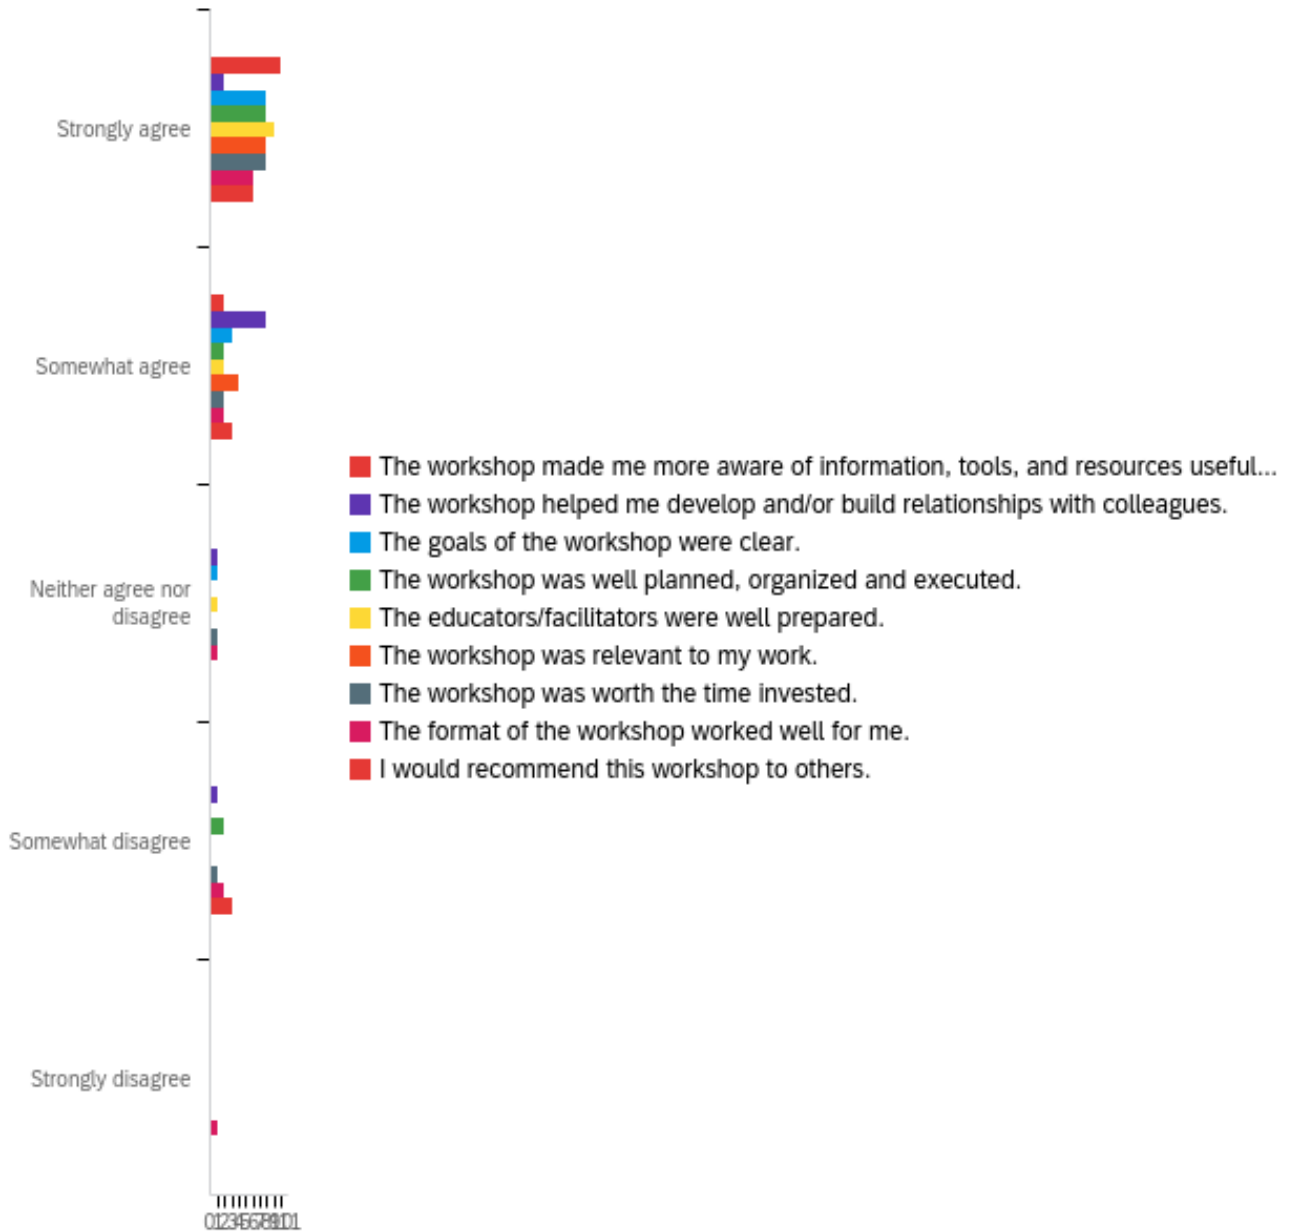 Strongly agree
Somewhat agree
The workshop made me more aware of information, tools, and resources useful...
The workshop helped me develop and/or build relationships with colleagues.
The goals of the workshop were clear.
Neither agree nor
disagree
The workshop was well planned, organized and executed.
The educators/facilitators were well prepared.
The workshop was relevant to my work.
The workshop was worth the time invested.
The format of the workshop worked well for me.
I would recommend this workshop to others.
Somewhat disagree
Strongly disagree